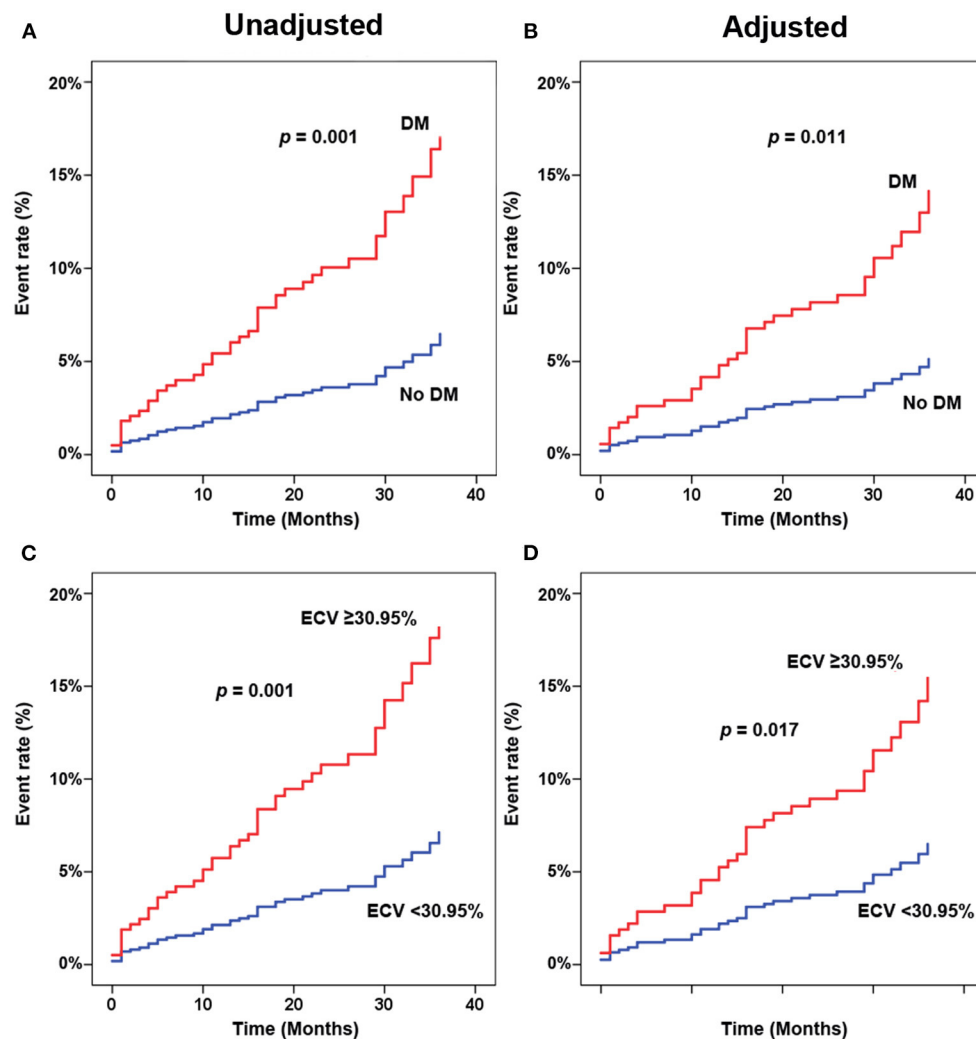 Unadjusted
Adjusted
A
20%
15%
10%
5%
0%
Event rate (%)
p = 0.001
DM
No DM
0 10 20 30 40
Time (Months)
B
20%
15%
10%
5%
0%
Event rate (%)
p = 0.011
DM
No DM
0 10 20 30 40
Time (Months)
C
20%
15%
10%
5%
0%
Event rate (%)
ECV ≥30.95%
p = 0.001
ECV <30.95%
0 10 20 30 40
Time (Months)
D
20%
15%
10%
5%
0%
Event rate (%)
ECV ≥30.95%
p = 0.017
ECV <30.95%
Time (Months)